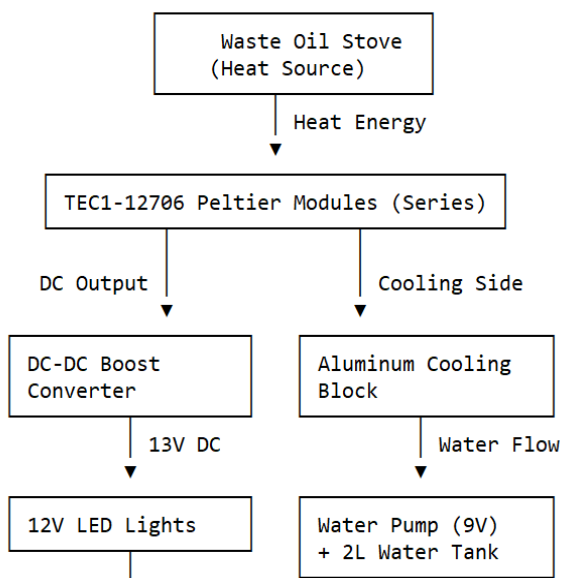 Waste Oil Stove
(Heat Source)
Heat Energy
TEC1-12706 Peltier Modules (Series)
DC Output
Cooling Side
DC-DC Boost
Converter
Aluminum Cooling
Block
13V DC
Water Flow
12V LED Lights
Water Pump (9V)
+ 2L Water Tank